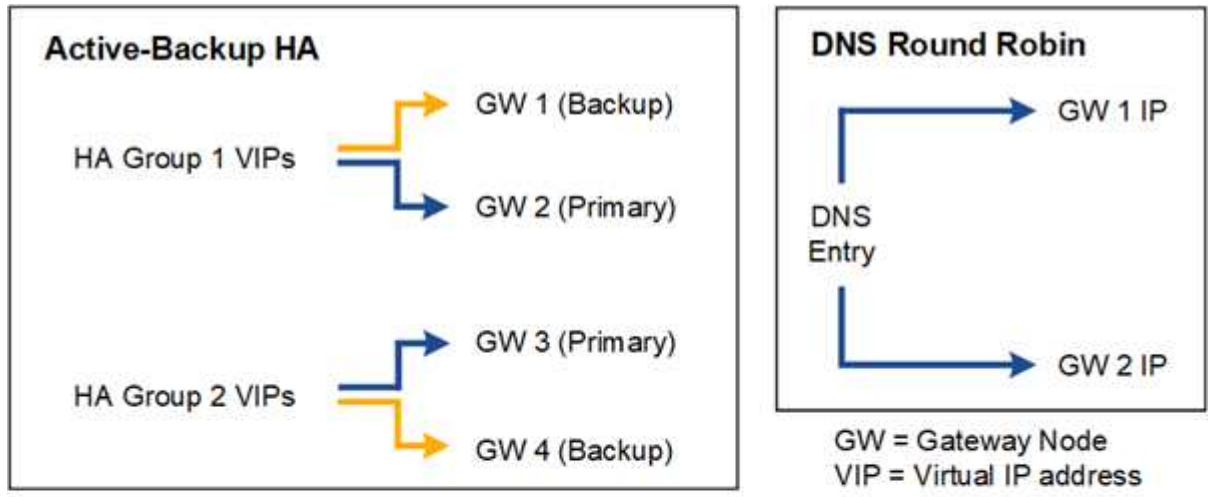 Active-Backup HA
GW 1 (Backup)
HA Group 1 VIPs
GW 2 (Primary)
GW 3 (Primary)
HA Group 2 VIPs
GW 4 (Backup)
DNS Round Robin
GW 1 IP
DNS
Entry
GW 2 IP
GW = Gateway Node
VIP = Virtual IP address